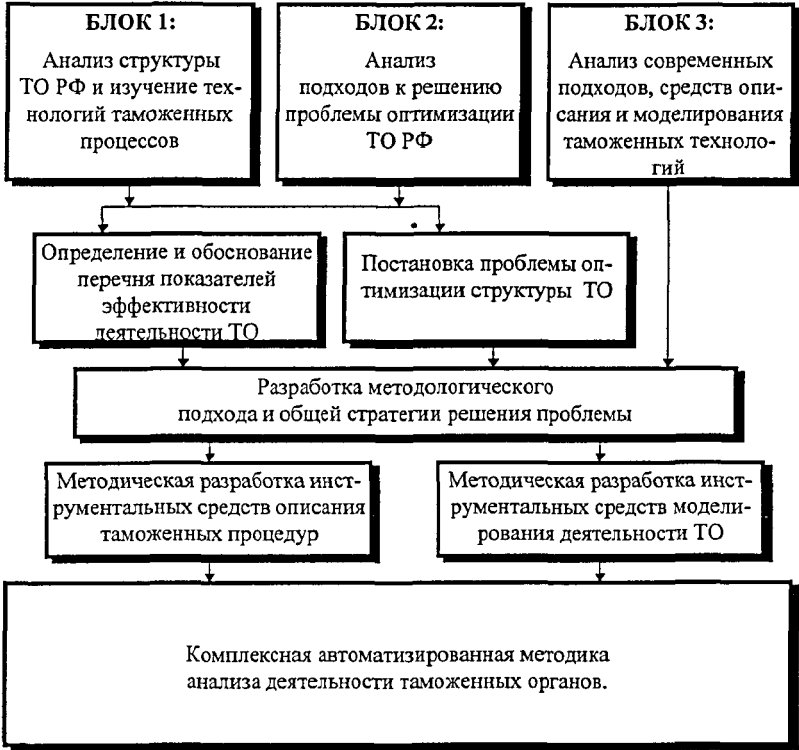 БЛОК 1:
Анализ структуры
ТО РФ и изучение тех-
нологий таможенных
процессов
БЛОК 2:
Анализ
подходов к решению
проблемы оптимизации
ТО РФ
БЛОК 3:
Анализ современных
подходов, средств опи-
сания и моделирования
таможенных техноло-
гий
Определение и обоснование
перечня показателей
эффективности
деятельности ТО
Постановка проблемы оп-
тимизации структуры ТО
Разработка методологического
подхода и общей стратегии решения проблемы
Методическая разработка инст-
рументальных средств описания
таможенных процедур
Методическая разработка инст-
рументальных средств модели-
рования деятельности ТО
Комплексная автоматизированная методика
анализа деятельности таможенных органов.